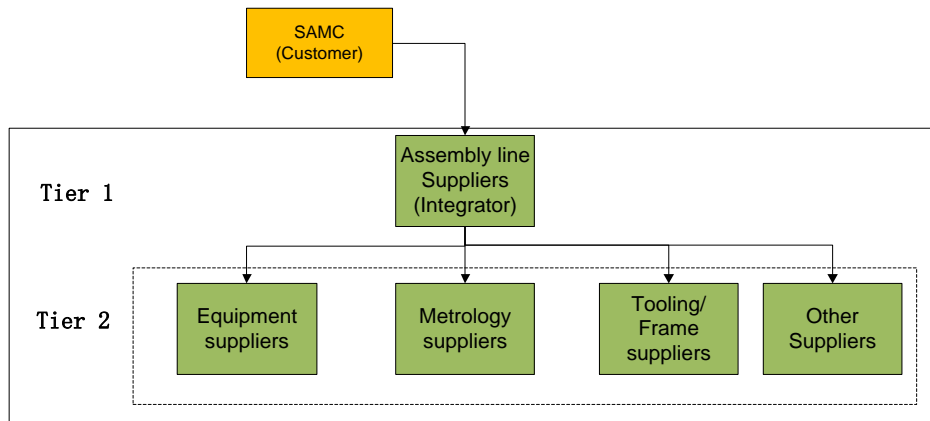 SAMC
(Customer)
Assembly line
Suppliers
(Integrator)
Tier 1
Tier 2
Equipment
suppliers
Metrology
suppliers
Tooling/
Frame
suppliers
Other
Suppliers